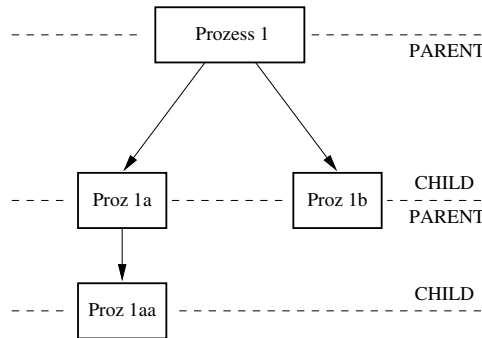 Prozess 1
PARENT
CHILD
Proz 1a
Proz 1b
PARENT
CHILD
Proz 1aa